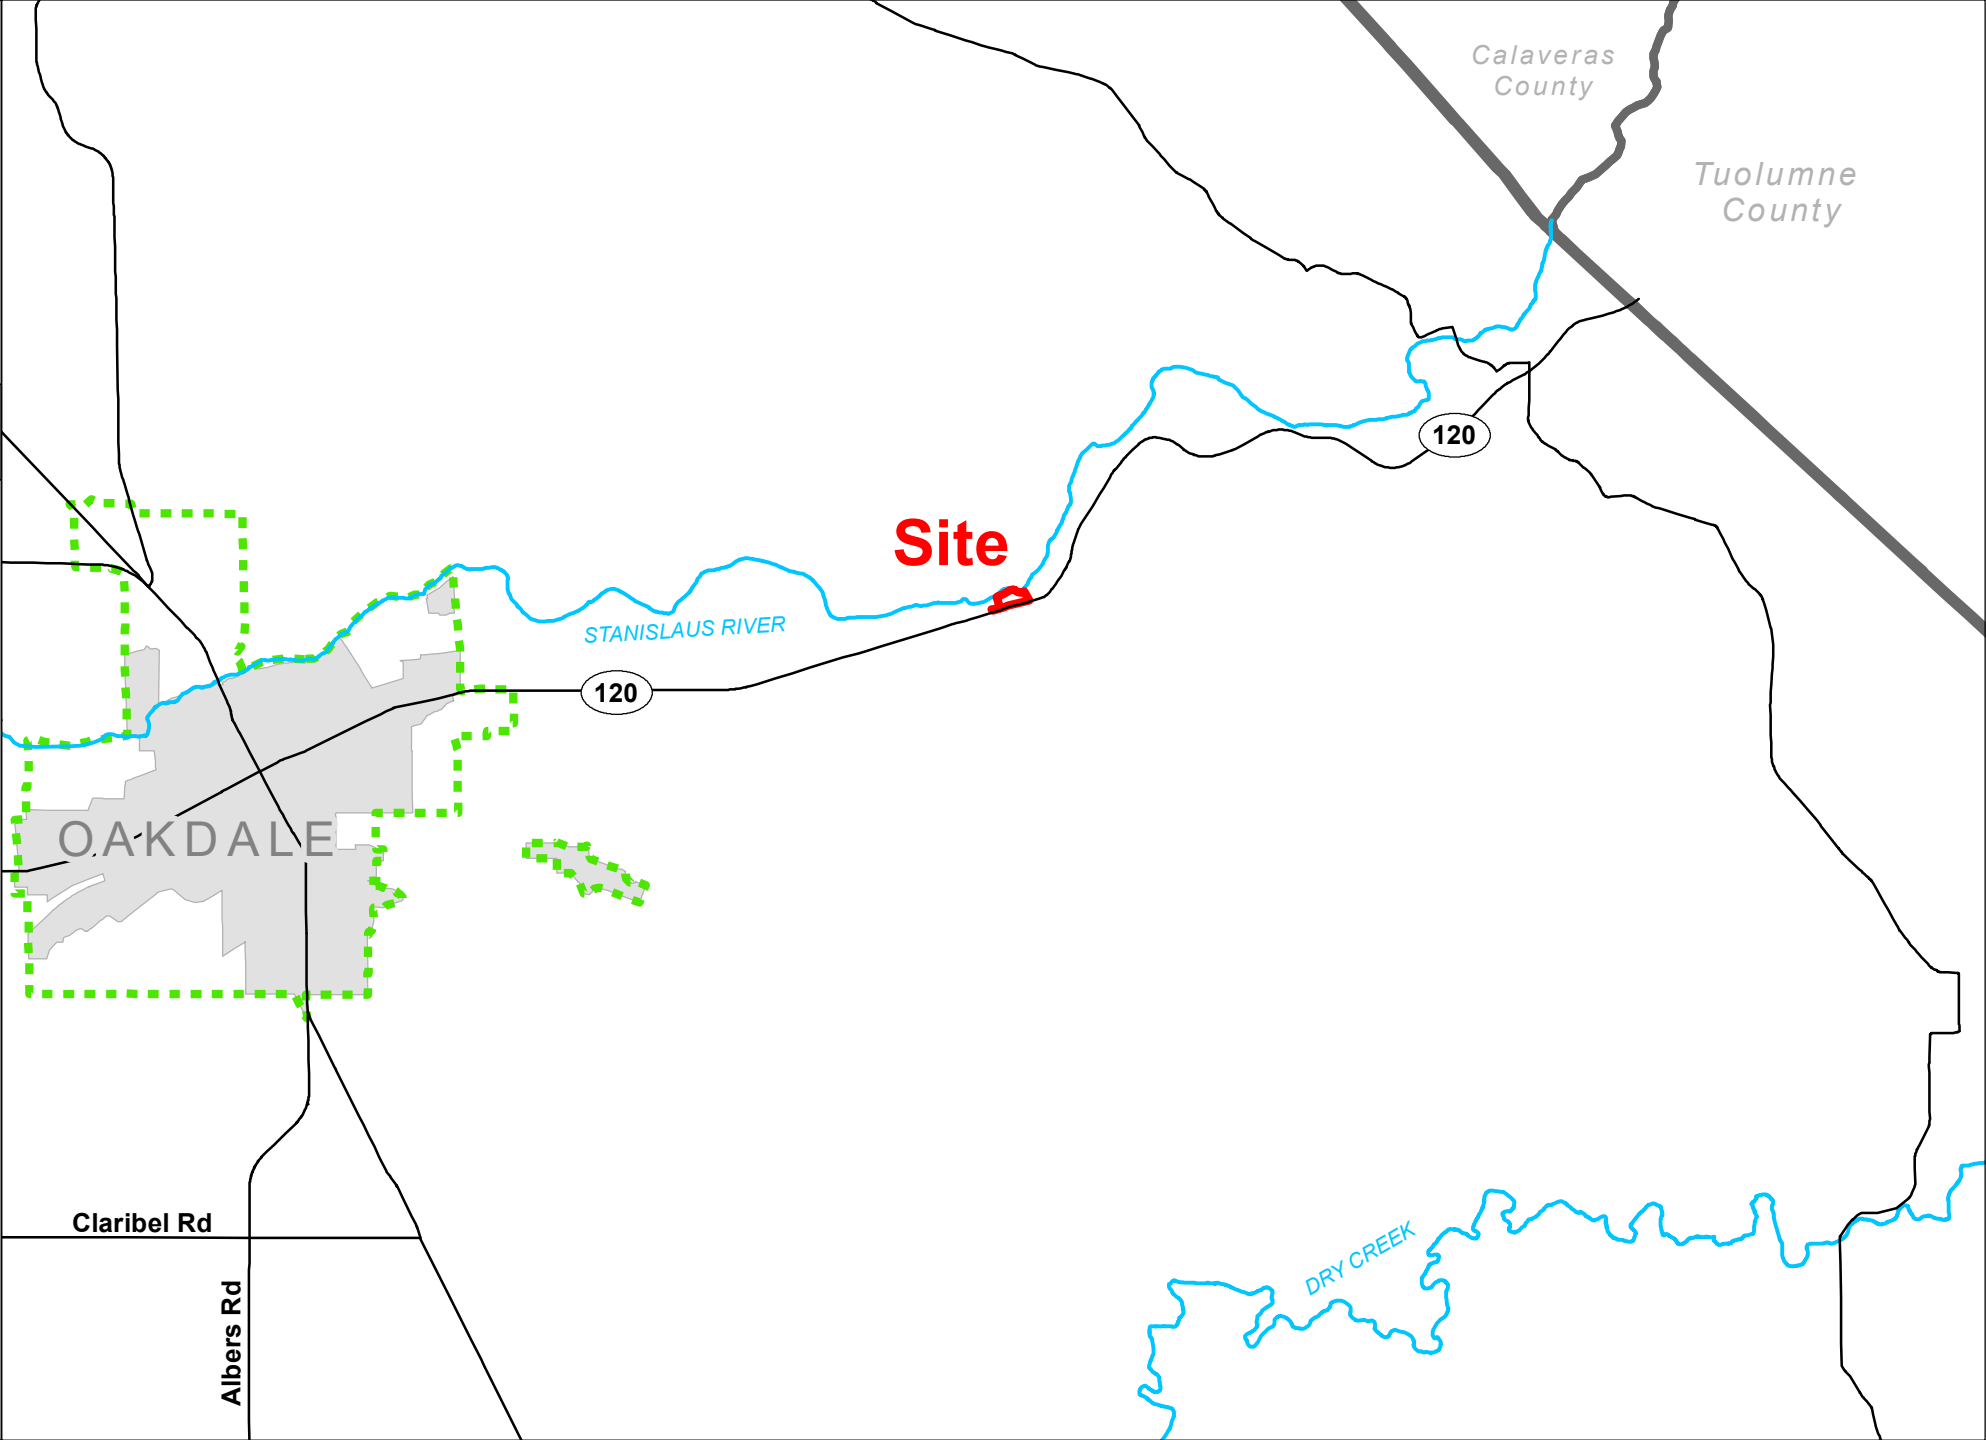 Calaveras
County
Tuolumne
County
120
Site
STANISLAUS RIVER
120
OAKDALE
Claribel Rd
DRY CREEK
Albers Rd